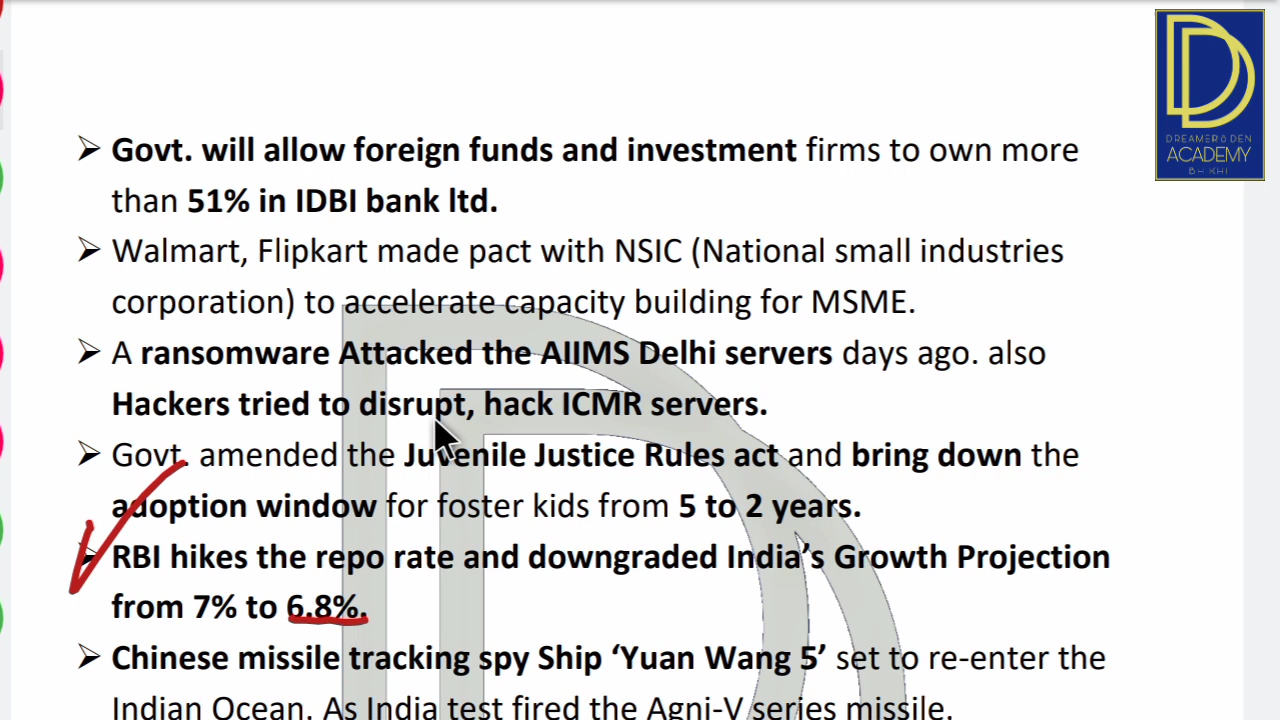 DREAMER'S DEN
ACADEMY
BHIKHI
➢ Govt. will allow foreign funds and investment firms to own more
than 51% in IDBI bank ltd.
➢ Walmart, Flipkart made pact with NSIC (National small industries
corporation) to accelerate capacity building for MSME.
➢ A ransomware Attacked the AIIMS Delhi servers days ago. also
Hackers tried to disrupt, hack ICMR servers.
➢ Govt. amended the Juvenile Justice Rules act and bring down the
adoption window for foster kids from 5 to 2 years.
➢ RBI hikes the repo rate and downgraded India’s Growth Projection
from 7% to 6.8%.
➢ Chinese missile tracking spy Ship ‘Yuan Wang 5’ set to re-enter the
Indian Ocean. As India test fired the Agni-V series missile.